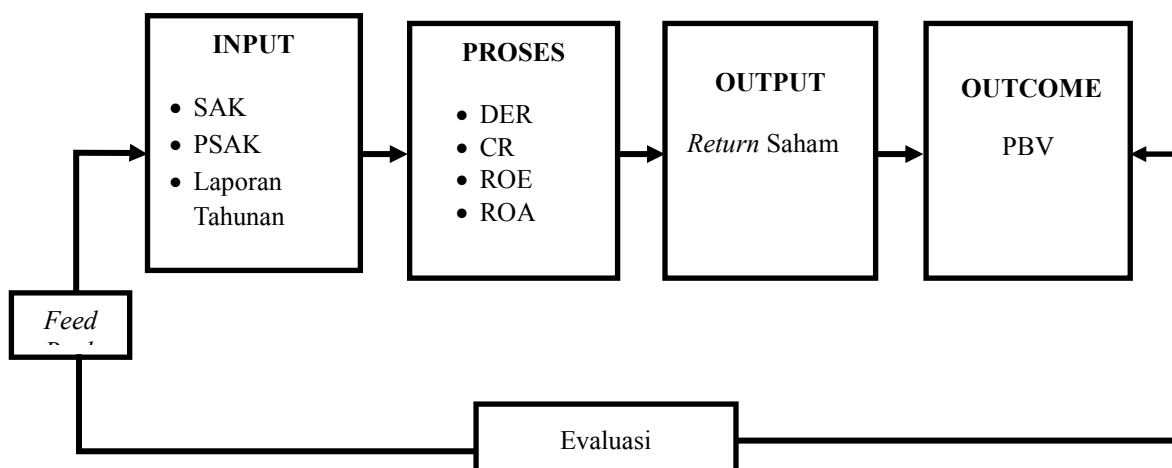 INPUT
• SAK
• PSAK
• Laporan
Tahunan
PROSES
• DER
• CR
• ROE
• ROA
OUTPUT
Return Saham
OUTCOME
PBV
Feed
Evaluasi